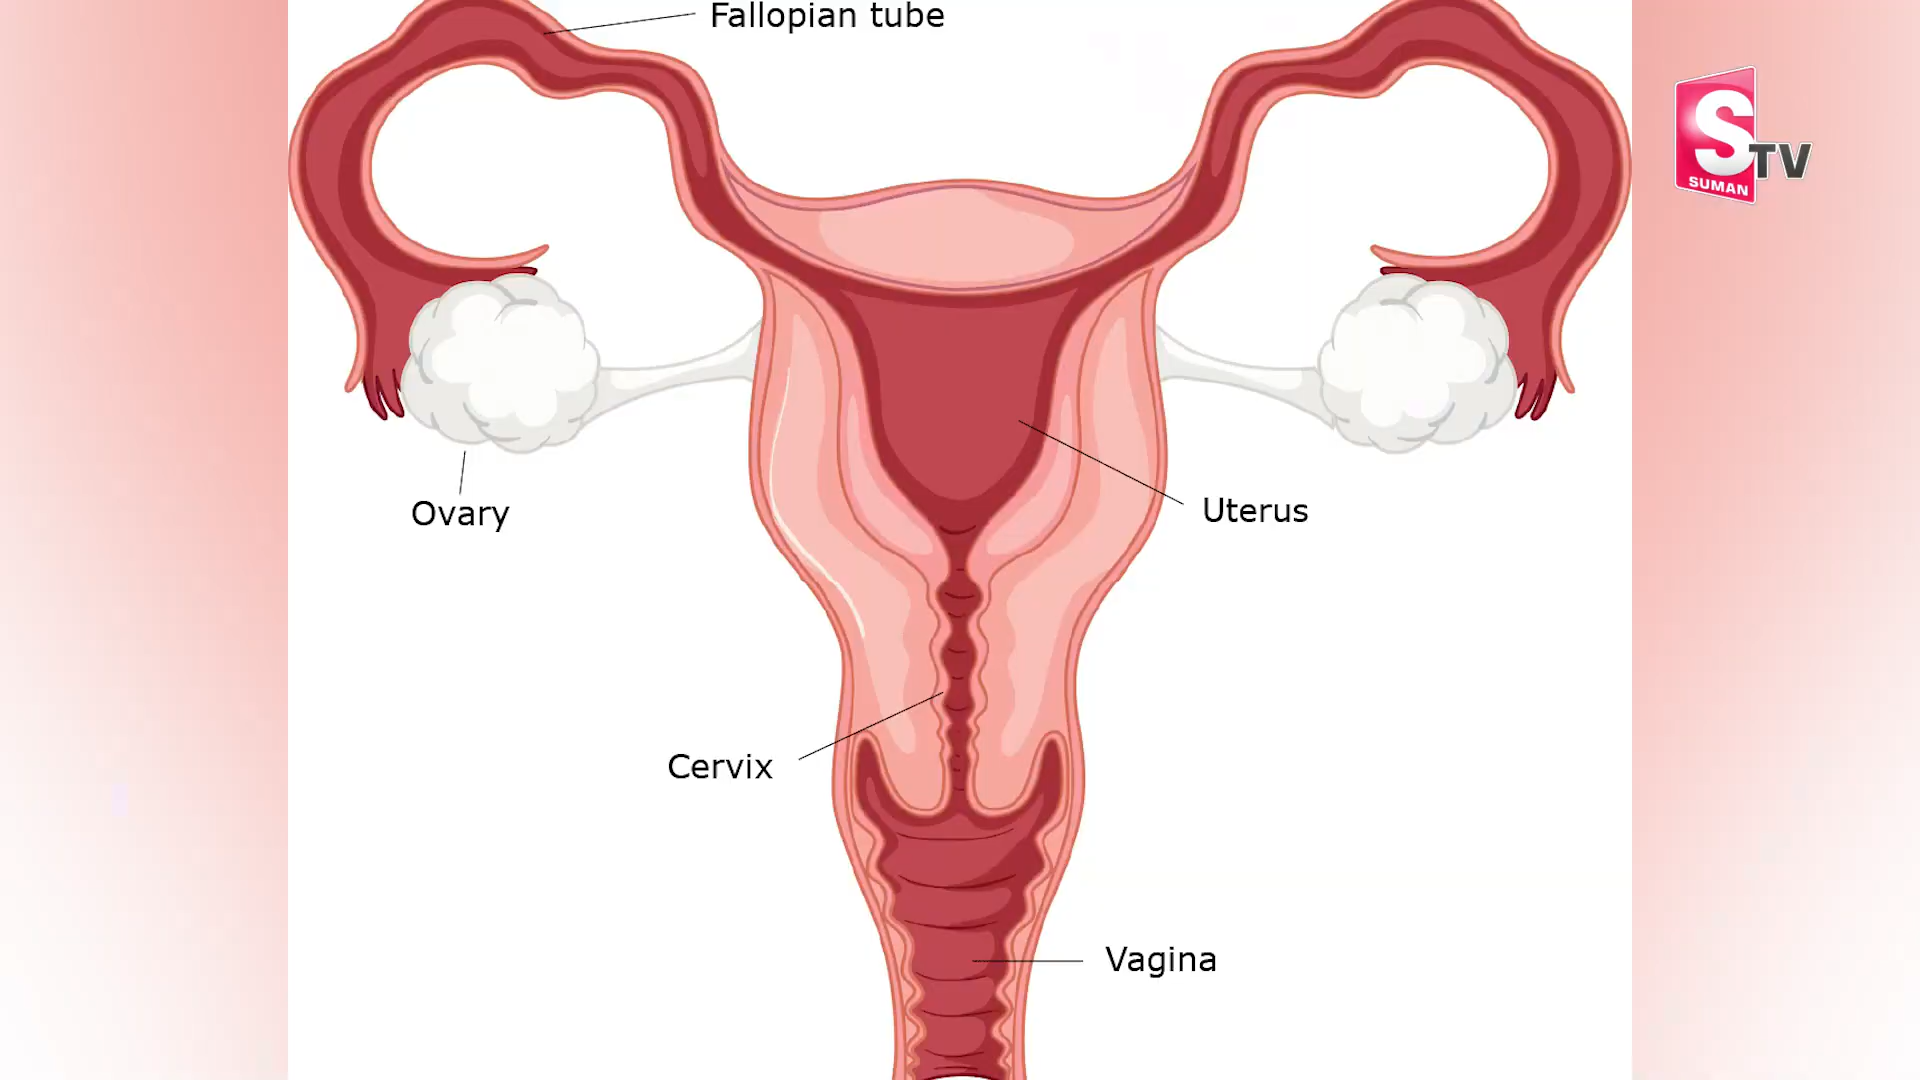 Fallopian tube
S TV
SUMAN
Ovary
Uterus
Cervix
Vagina